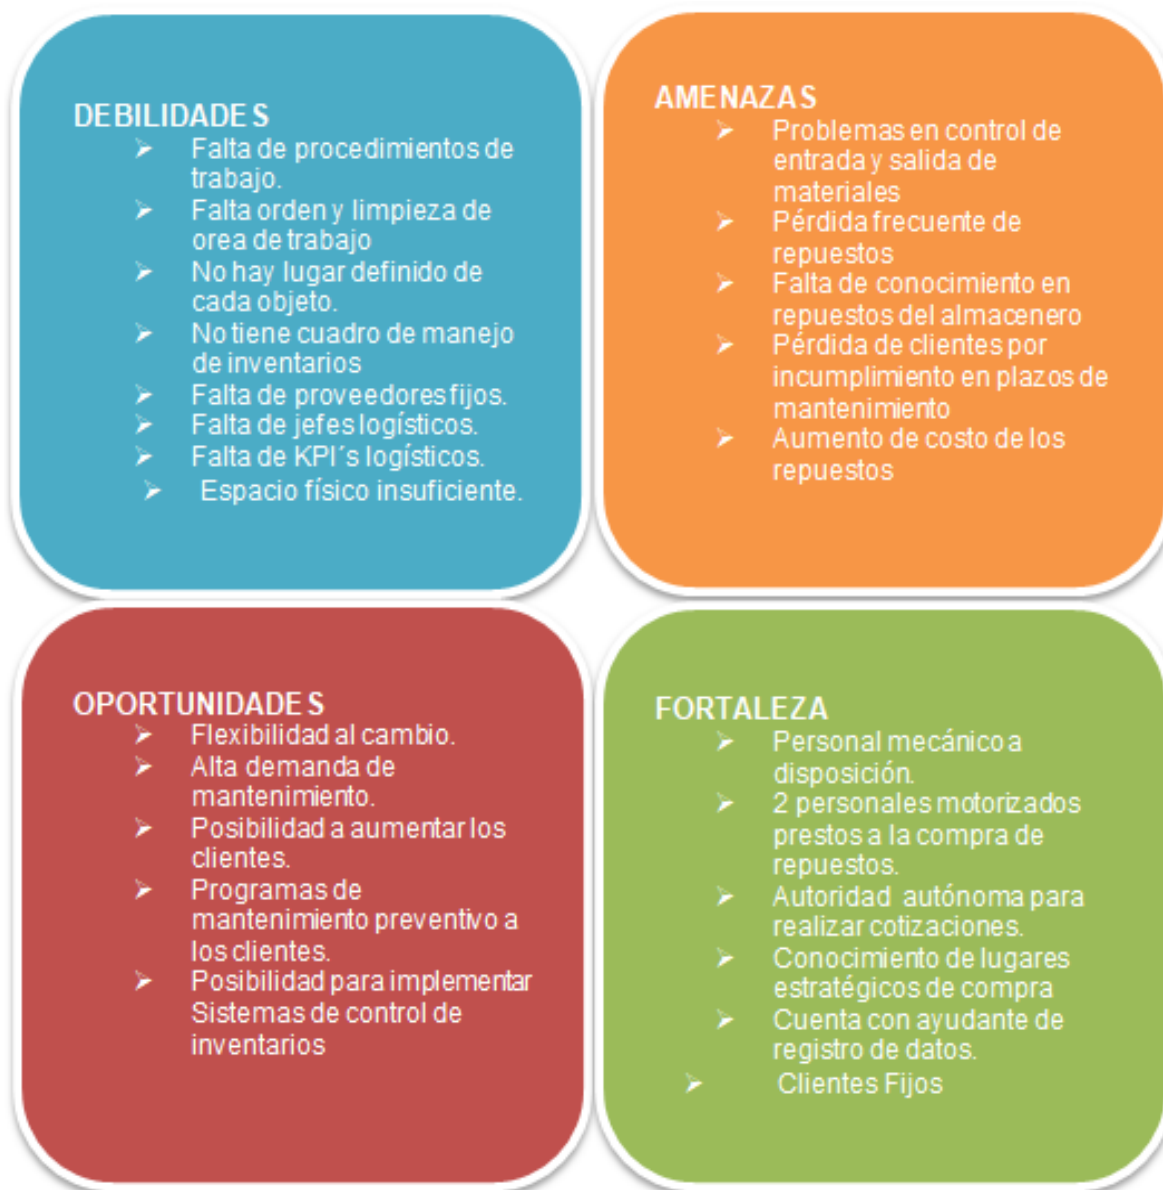 DEBILIDADES
➢ Falta de procedimientos de
trabajo.
➢ Falta orden y limpieza de
orea de trabajo
➢ No hay lugar definido de
cada objeto.
➢ No tiene cuadro de manejo
de inventarios
➢ Falta de proveedores fijos.
➢ Falta de jefes logísticos.
➢ Falta de KPI´s logísticos.
➢ Espacio físico insuficiente.
AMENAZAS
➢ Problemas en control de
entrada y salida de
materiales
➢ Pérdida frecuente de
repuestos
➢ Falta de conocimiento en
repuestos del almacenero
➢ Pérdida de clientes por
incumplimiento en plazos de
mantenimiento
➢ Aumento de costo de los
repuestos
OPORTUNIDADES
➢ Flexibilidad al cambio.
➢ Alta demanda de
mantenimiento.
➢ Posibilidad a aumentar los
clientes.
➢ Programas de
mantenimiento preventivo a
los clientes.
➢ Posibilidad para implementar
Sistemas de control de
inventarios
FORTALEZA
➢ Personal mecánico a
disposición.
➢ 2 personales motorizados
prestos a la compra de
repuestos.
➢ Autoridad autónoma para
realizar cotizaciones.
➢ Conocimiento de lugares
estratégicos de compra
➢ Cuenta con ayudante de
registro de datos.
➢ Clientes Fijos